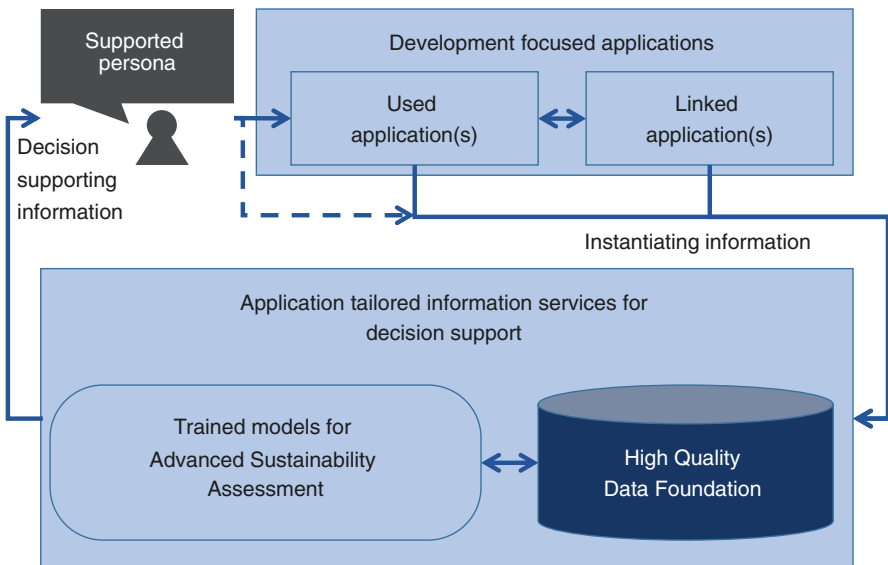 Supported
persona
Development focused applications
Used
application(s)
Linked
application(s)
Decision
supporting
information
Instantiating information
Application tailored information services for
decision support
Trained models for
Advanced Sustainability
Assessment
High Quality
Data Foundation